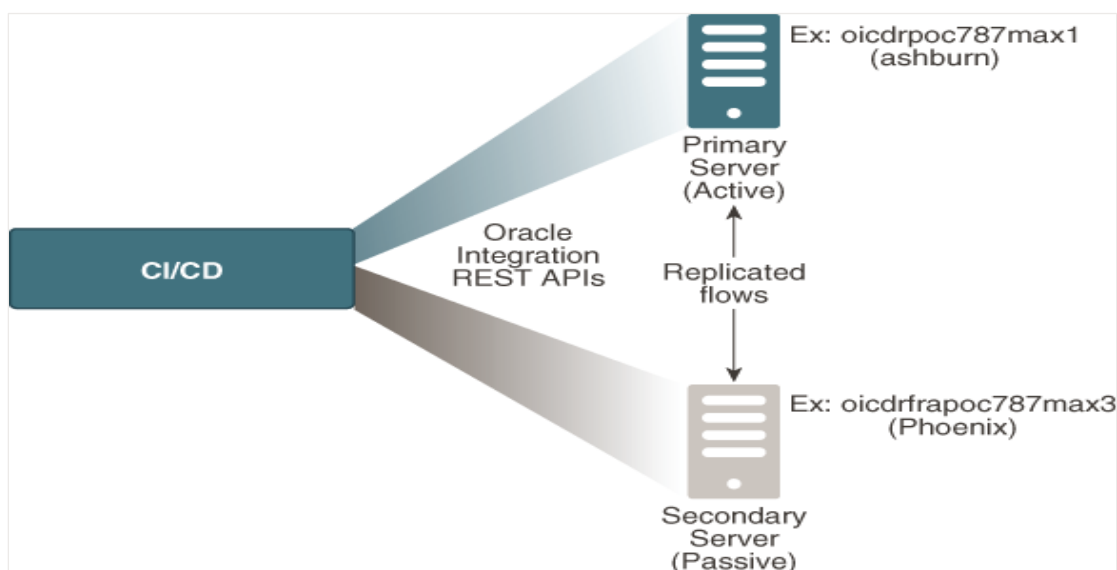 Ex: oicdrpoc787max1
(ashburn)
Primary
Server
(Active)
Oracle
Integration
REST APIs
CI/CD
Replicated
flows
Ex: oicdrfrapoc787max3
(Phoenix)
Secondary
Server
(Passive)